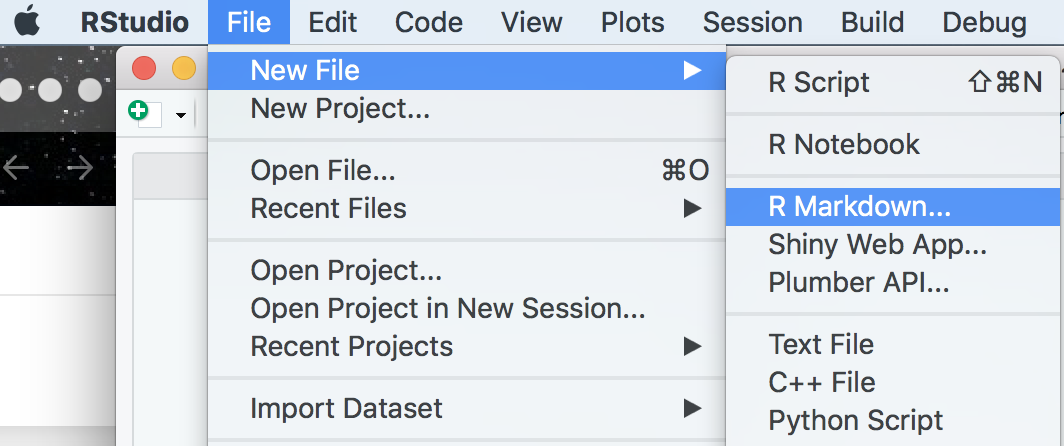 RStudio File Edit Code View Plots Session Build Debug
New File
New Project...
Open File... ⌘O
Recent Files
Open Project...
Open Project in New Session...
Recent Projects
Import Dataset
R Script ⇧⌘N
R Notebook
R Markdown...
Shiny Web App...
Plumber API...
Text File
C++ File
Python Script